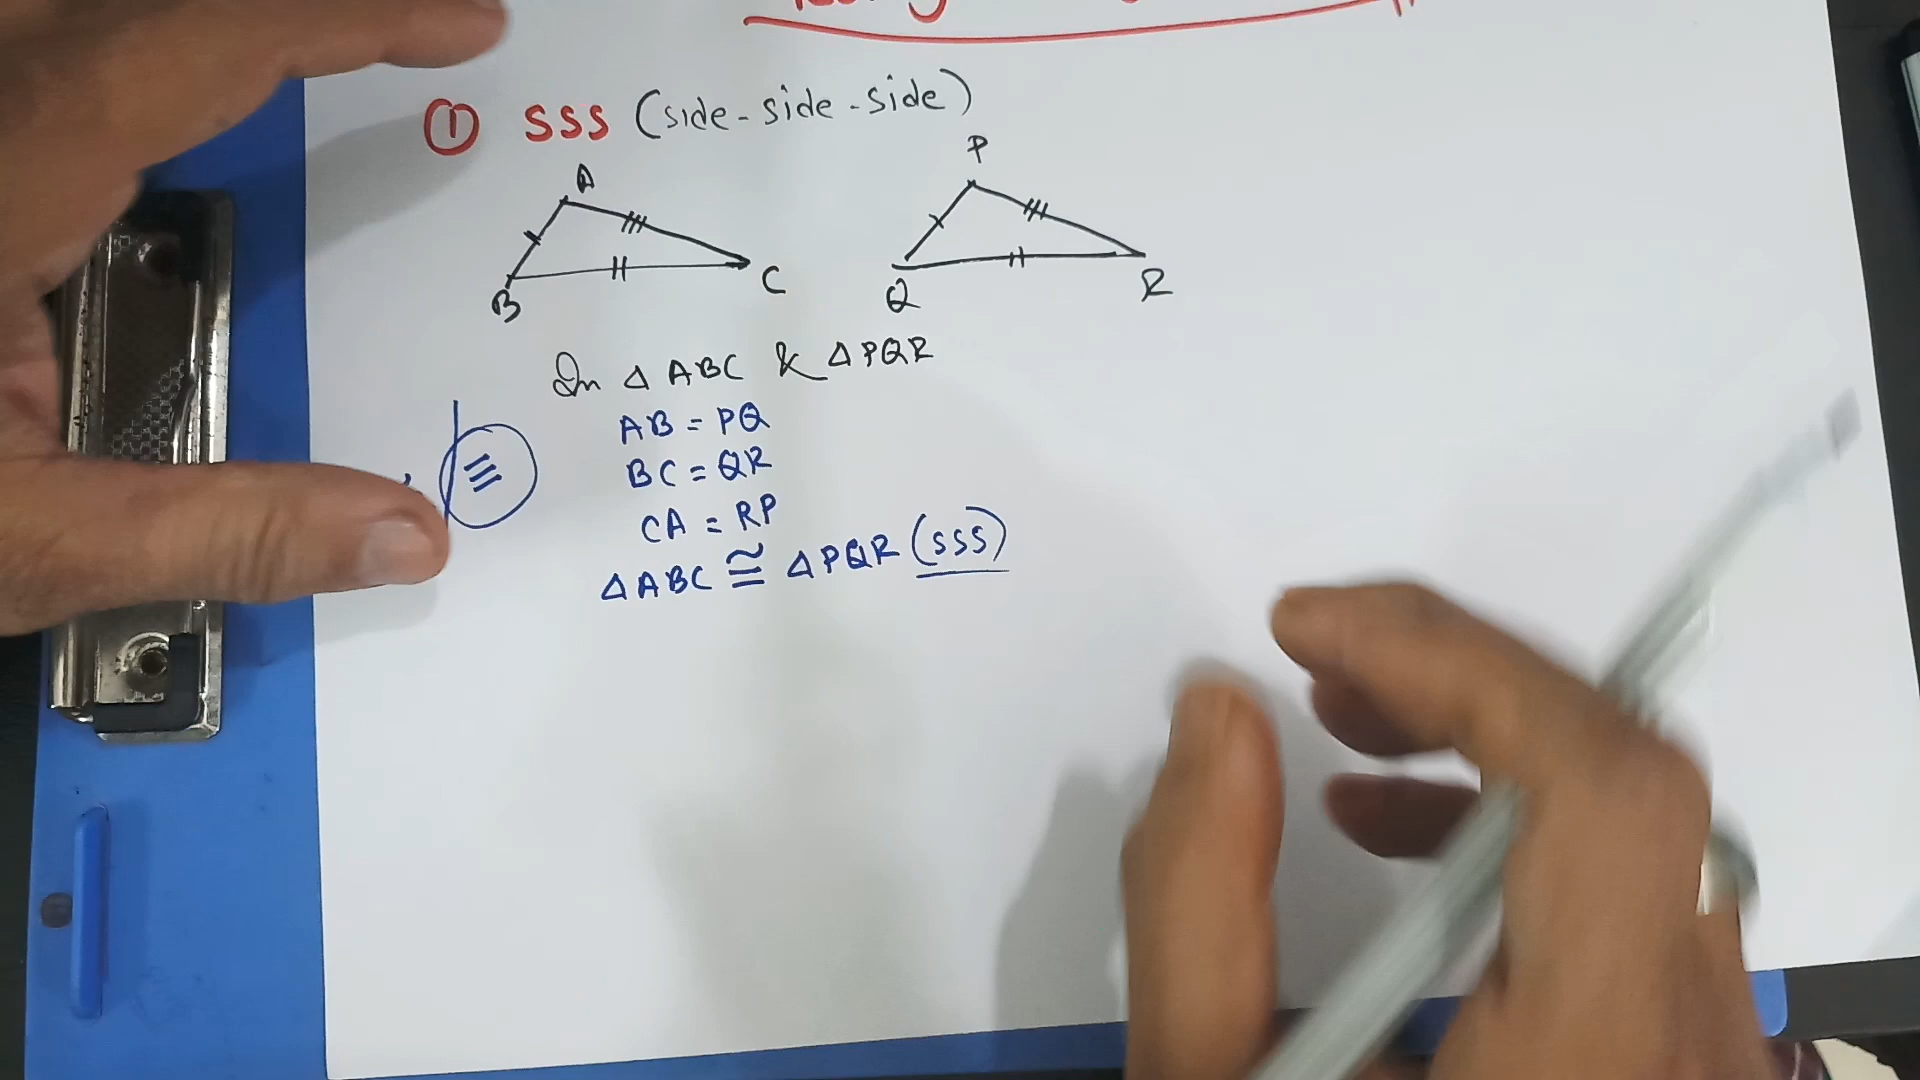 ① SSS (side-side-side)
A
P
B
C
Q
R
In △ ABC & △ PQR
AB = PQ
BC = QR
≡
CA = RP
△ ABC ≅ △ PQR (SSS)